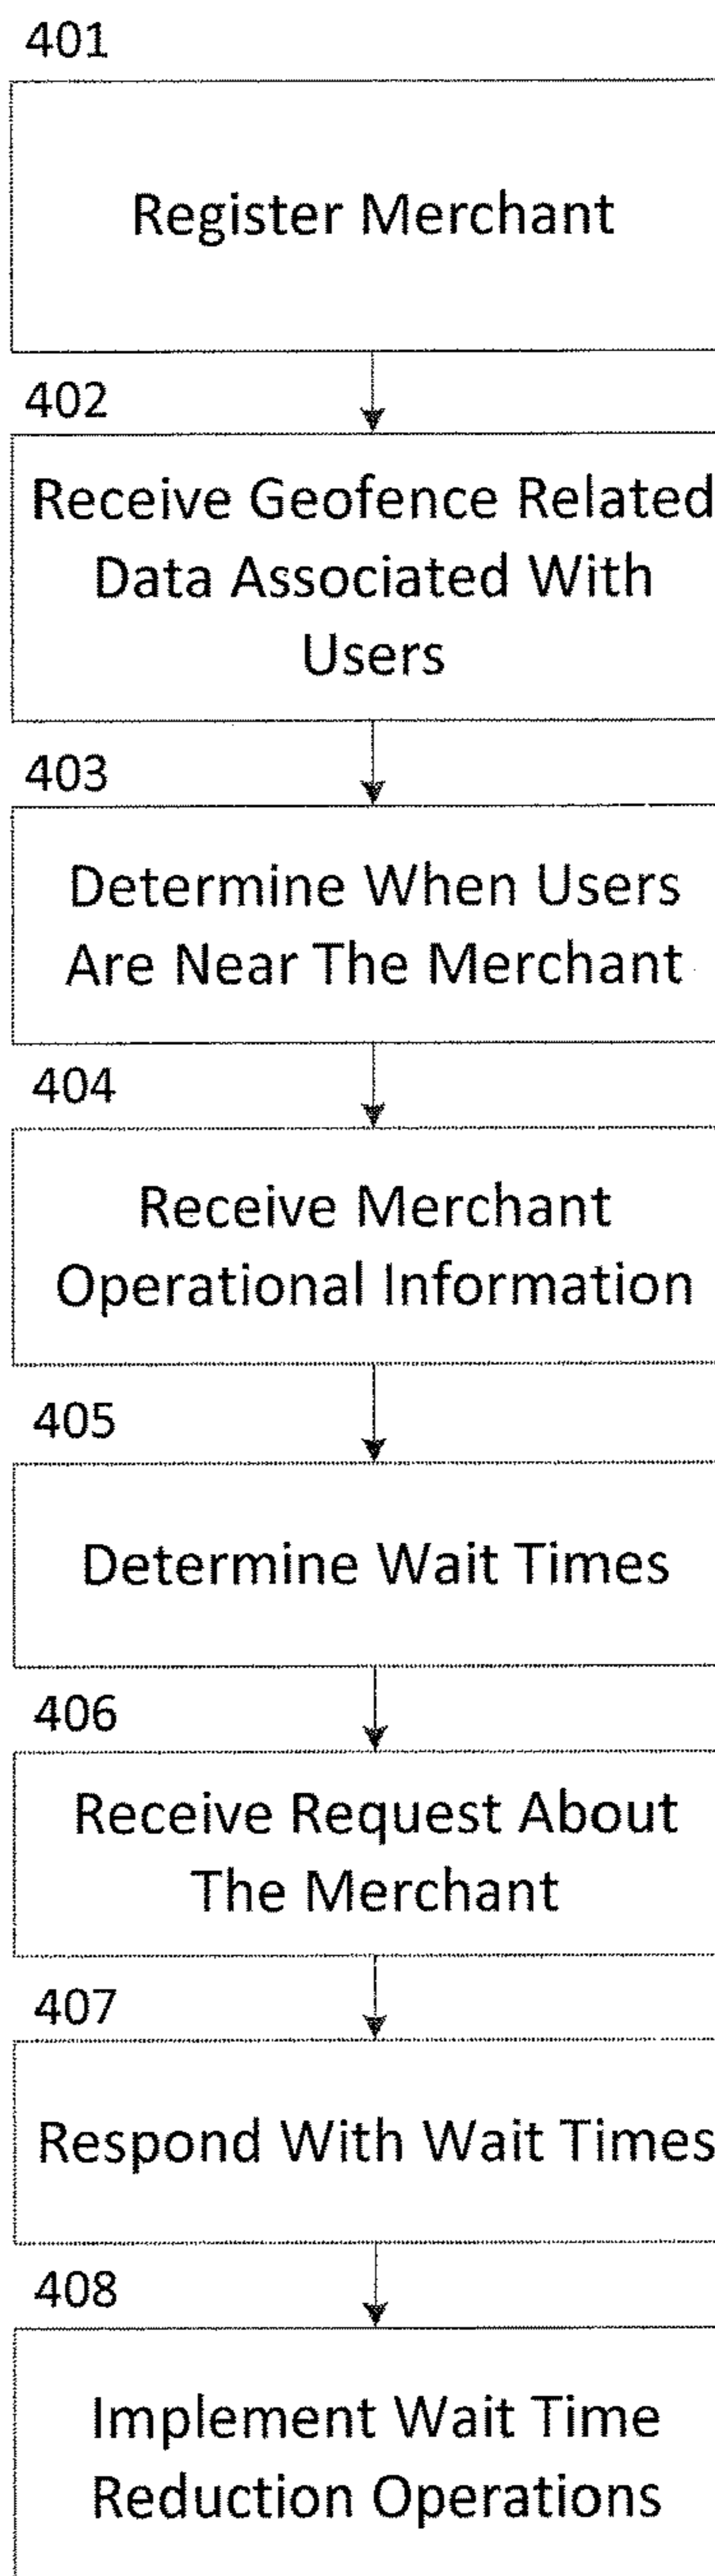 401
Register Merchant
402
Receive Geofence Related
Data Associated With
Users
403
Determine When Users
Are Near The Merchant
404
Receive Merchant
Operational Information
405
Determine Wait Times
406
Receive Request About
The Merchant
407
Respond With Wait Times
408
Implement Wait Time
Reduction Operations